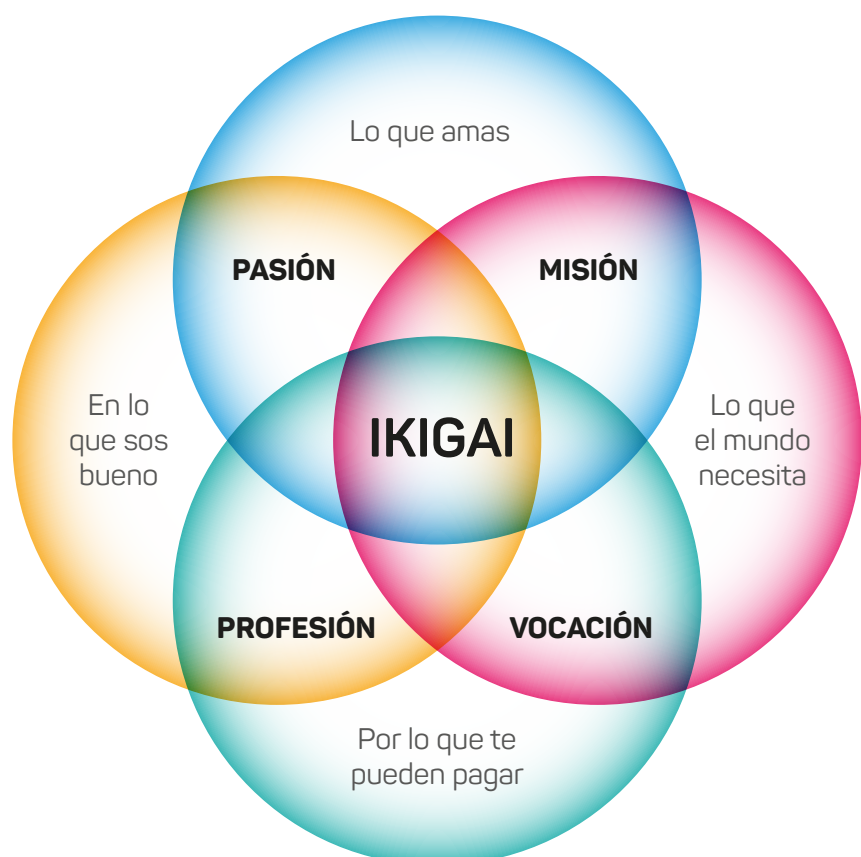 Lo que amas
PASIÓN
MISIÓN
En lo
que sos
bueno
IKIGAI
Lo que
el mundo
necesita
PROFESIÓN
VOCACIÓN
Por lo que te
pueden pagar